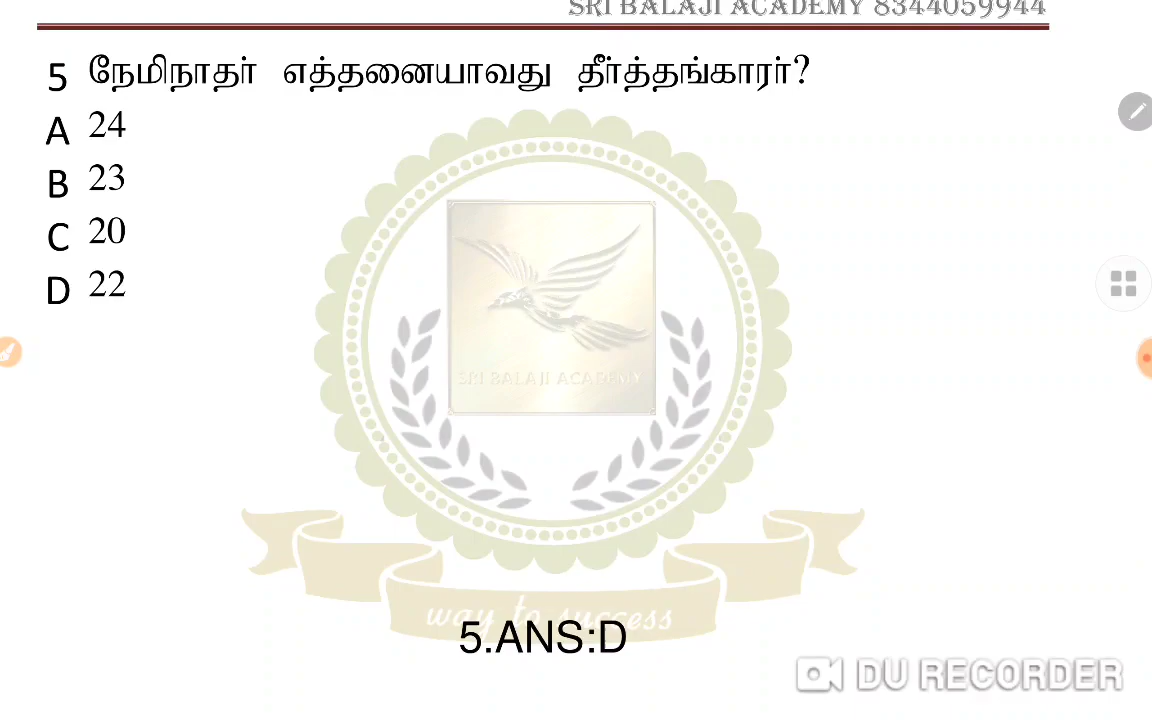 SRI BALAJI ACADEMY 8344059944
5 நேமிநாதர் எத்தனையாவது தீர்த்தங்காரர்?
A 24
B 23
C 20
D 22
SRI BALAJI ACADEMY
way to success
5.ANS:D
DU RECORDER